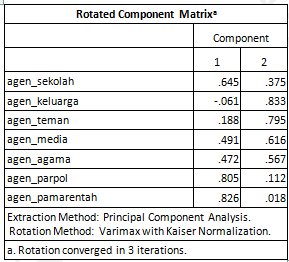 Rotated Component Matrixa
Component
1 2
agen_sekolah .645 .375
agen_keluarga -.061 .833
agen_teman .188 .795
agen_media .491 .616
agen_agama .472 .567
agen_parpol .805 .112
agen_pamarentah .826 .018
Extraction Method: Principal Component Analysis.
Rotation Method: Varimax with Kaiser Normalization.
a. Rotation converged in 3 iterations.